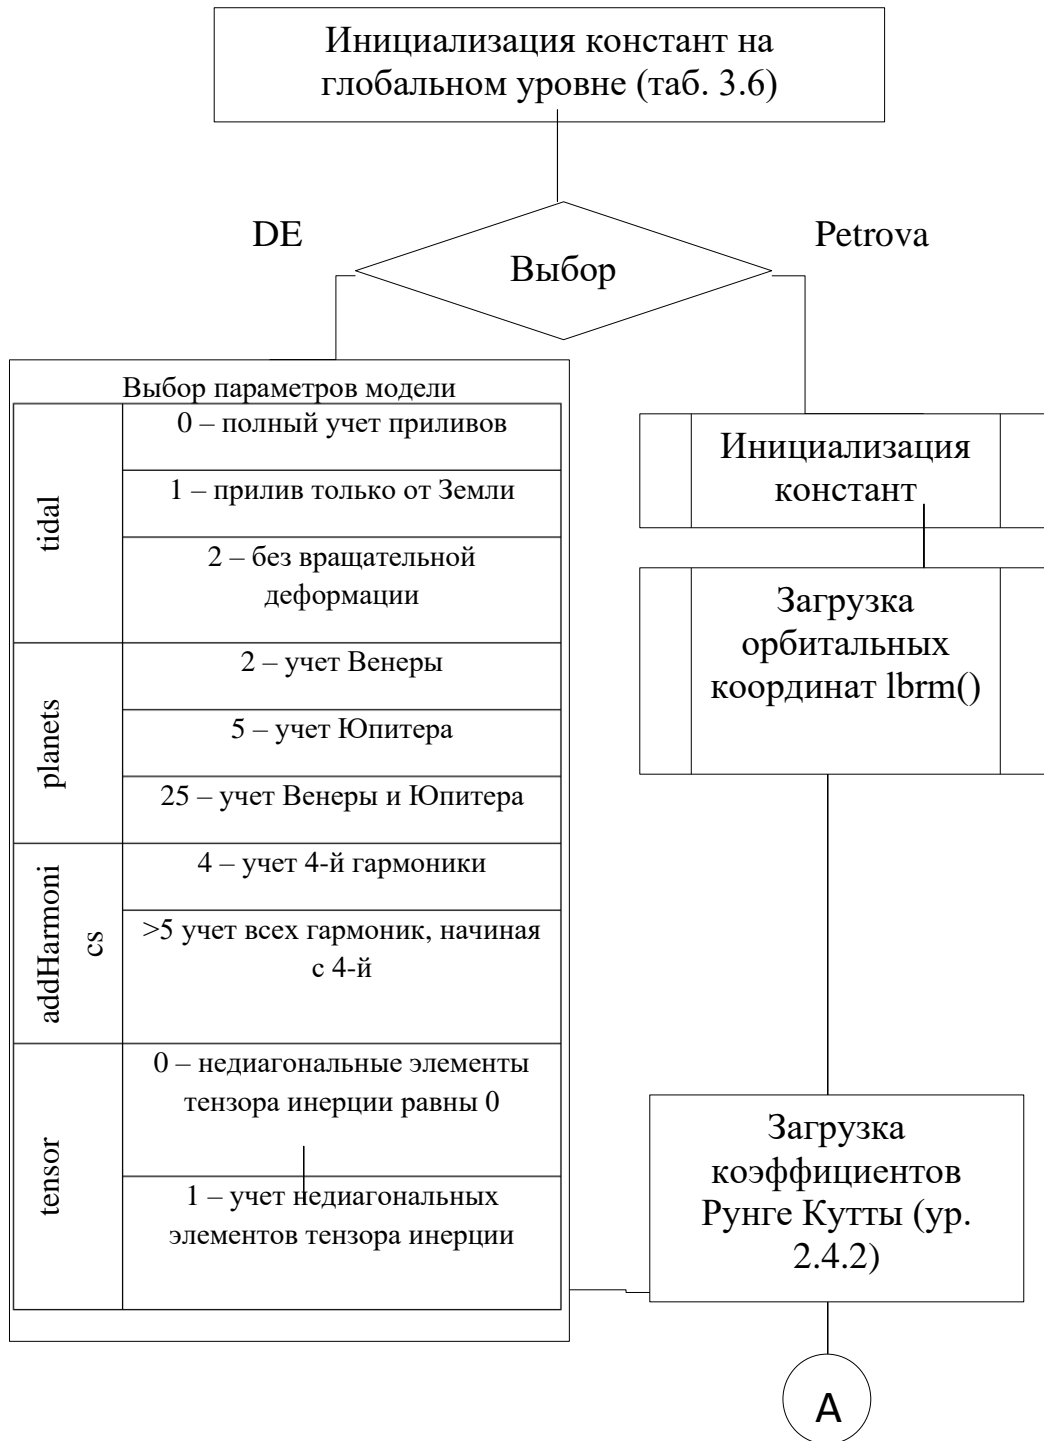 Инициализация констант на
глобальном уровне (таб. 3.6)
DE
Petrova
Выбор
Выбор параметров модели
tidal
0 – полный учет приливов
1 – прилив только от Земли
2 – без вращательной
деформации
planets
2 – учет Венеры
5 – учет Юпитера
25 – учет Венеры и Юпитера
addHarmoni
cs
4 – учет 4-й гармоники
>5 учет всех гармоник, начиная
с 4-й
tensor
0 – недиагональные элементы
тензора инерции равны 0
1 – учет недиагональных
элементов тензора инерции
Инициализация
констант
Загрузка
орбитальных
координат lbrm()
Загрузка
коэффициентов
Рунге Кутты (ур.
2.4.2)
A